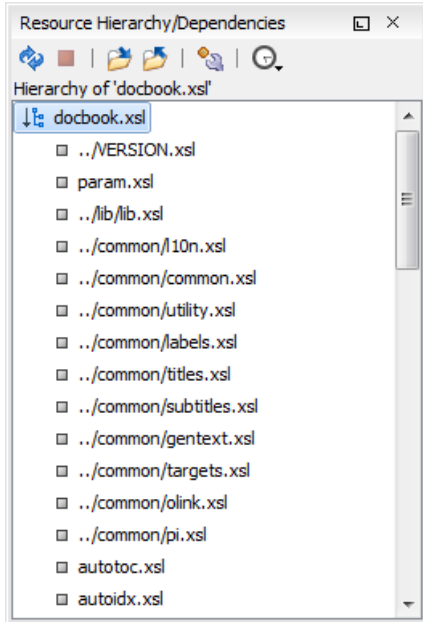 Resource Hierarchy/Dependencies
Hierarchy of 'docbook.xsl'
docbook.xsl
../VERSION.xsl
param.xsl
../lib/lib.xsl
../common/l10n.xsl
../common/common.xsl
../common/utility.xsl
../common/labels.xsl
../common/titles.xsl
../common/subtitles.xsl
../common/gentext.xsl
../common/targets.xsl
../common/olink.xsl
../common/pi.xsl
autotoc.xsl
autoidx.xsl